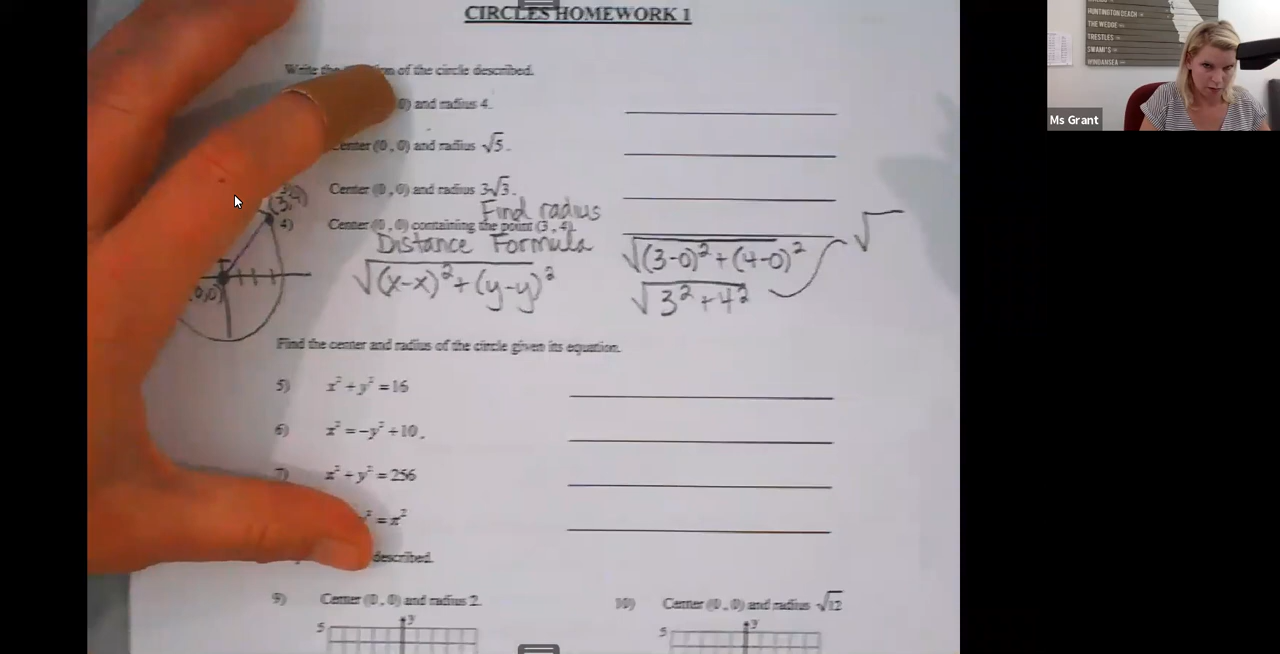 CIRCLES HOMEWORK 1
HUNTINGTON BEACH
THE WEDGE
TRESTLES
SWAMI'S
WINDANSEA
Ms Grant
Write the of the circle described.
0) and radius 4.
Center (0, 0) and radius √5.
Center (0, 0) and radius 3√3.
Find radius
(3,4)
4) Center (0, 0) containing the point (3, 4).
Distance Formula
√(x-x)²+(y-y)²
√(3-0)²+(4-0)²
√3²+4²
√
0,0)
Find the center and radius of the circle given its equation.
5) x² + y² = 16
6) x² = -y² + 10.
7) x² + y² = 256
described.
9) Center (0, 0) and radius 2.
10) Center (0, 0) and radius √12
5 y
5 y